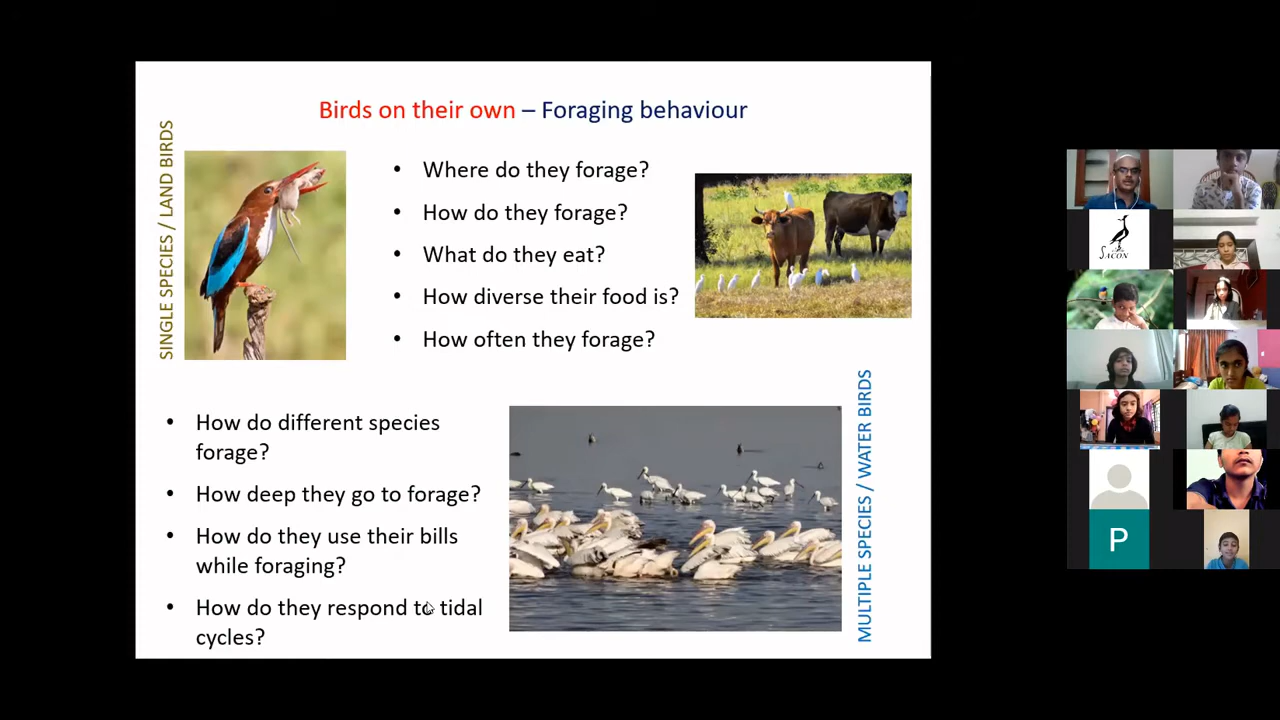 Birds on their own – Foraging behaviour
SINGLE SPECIES / LAND BIRDS
• Where do they forage?
• How do they forage?
• What do they eat?
• How diverse their food is?
• How often they forage?
• How do different species
forage?
• How deep they go to forage?
• How do they use their bills
while foraging?
• How do they respond to tidal
cycles?
MULTIPLE SPECIES / WATER BIRDS
SACON
P